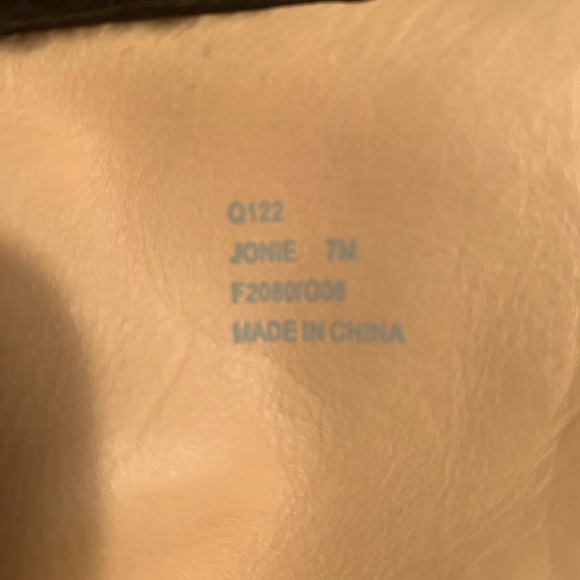 Q122
JONIE 7M
F2080/G06
MADE IN CHINA